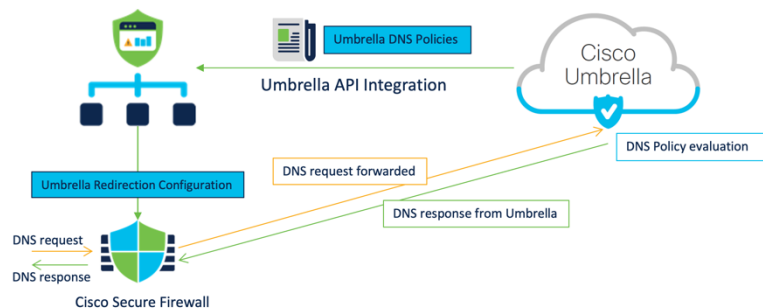 Umbrella DNS Policies
Cisco
Umbrella
Umbrella API Integration
DNS Policy evaluation
DNS request forwarded
Umbrella Redirection Configuration
DNS response from Umbrella
DNS request
DNS response
Cisco Secure Firewall